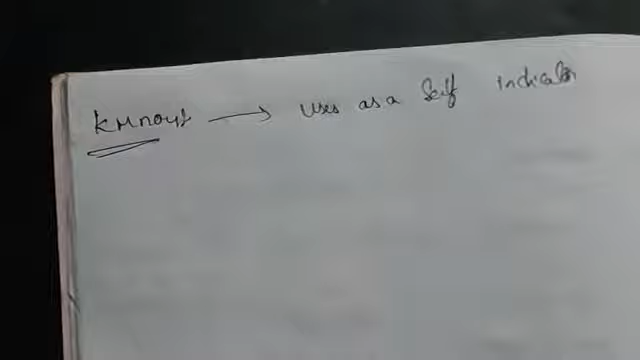 KMnO4 → Uses as a Self indicator